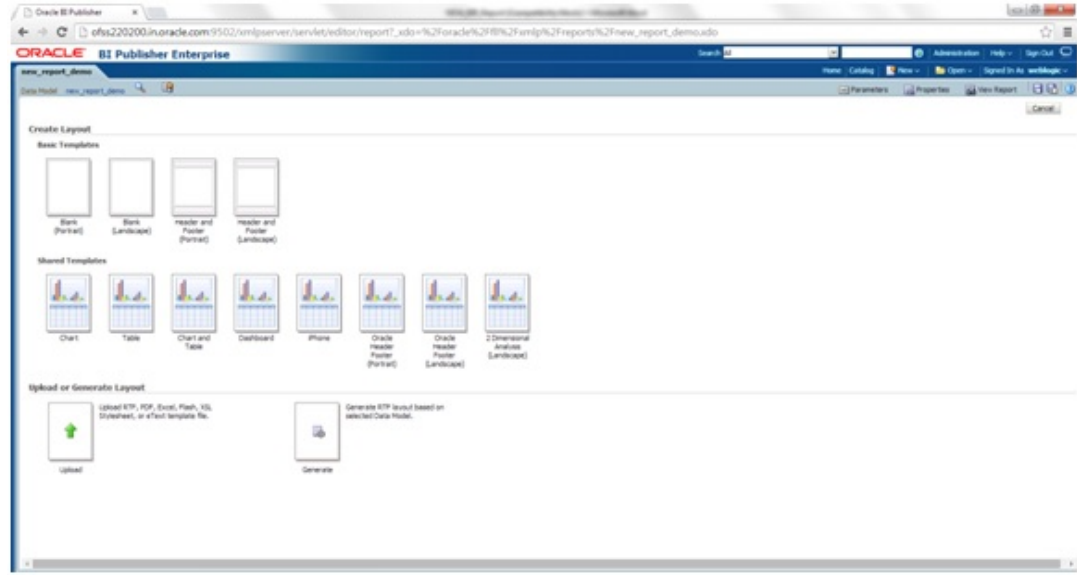 Oracle BI Publisher
ofss220200.in.oracle.com:9502/xmlpserver/servlet/editor/report?_xdo=%2Foracle%2Ffll%2Fxmlp%2Freports%2Fnew_report_demo.xdo
ORACLE BI Publisher Enterprise
Search All
Administration Help Sign Out
new_report_demo
Home Catalog New Open Signed In As weblogic
Data Model new_report_demo
Parameters Properties View Report
Cancel
Create Layout
Basic Templates
Blank (Portrait)
Blank (Landscape)
Header and Footer (Portrait)
Header and Footer (Landscape)
Shared Templates
Chart
Table
Chart and Table
Dashboard
iPhone
Oracle Header Footer (Portrait)
Oracle Header Footer (Landscape)
2 Dimensional Analysis (Landscape)
Upload or Generate Layout
Upload RTF, PDF, Excel, Flash, XSL
Stylesheet, or eText template file.
Upload
Generate RTF layout based on
selected Data Model.
Generate